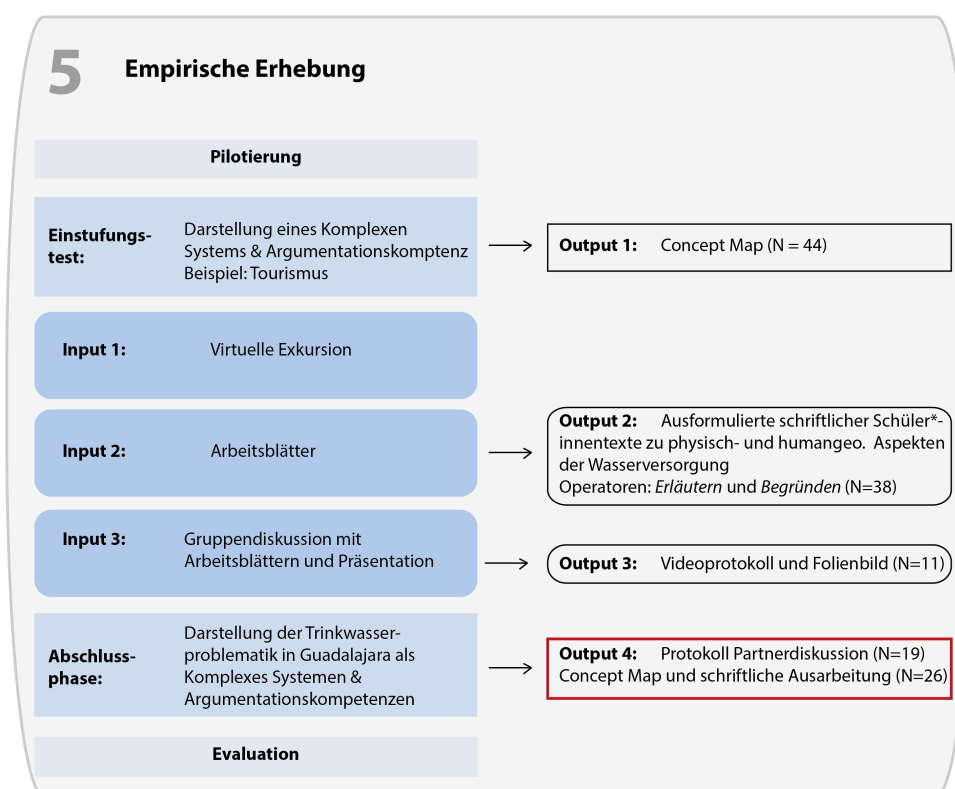 5 Empirische Erhebung
Pilotierung
Einstufungs-
test:
Darstellung eines Komplexen
Systems & Argumentationskomptenz
Beispiel: Tourismus
Output 1: Concept Map (N = 44)
Input 1: Virtuelle Exkursion
Input 2: Arbeitsblätter
Output 2: Ausformulierte schriftlicher Schüler*-
innentexte zu physisch- und humangeo. Aspekten
der Wasserversorgung
Operatoren: Erläutern und Begründen (N=38)
Input 3: Gruppendiskussion mit
Arbeitsblättern und Präsentation
Output 3: Videoprotokoll und Folienbild (N=11)
Abschluss-
phase:
Darstellung der Trinkwasser-
problematik in Guadalajara als
Komplexes Systemen &
Argumentationskompetenzen
Output 4: Protokoll Partnerdiskussion (N=19)
Concept Map und schriftliche Ausarbeitung (N=26)
Evaluation